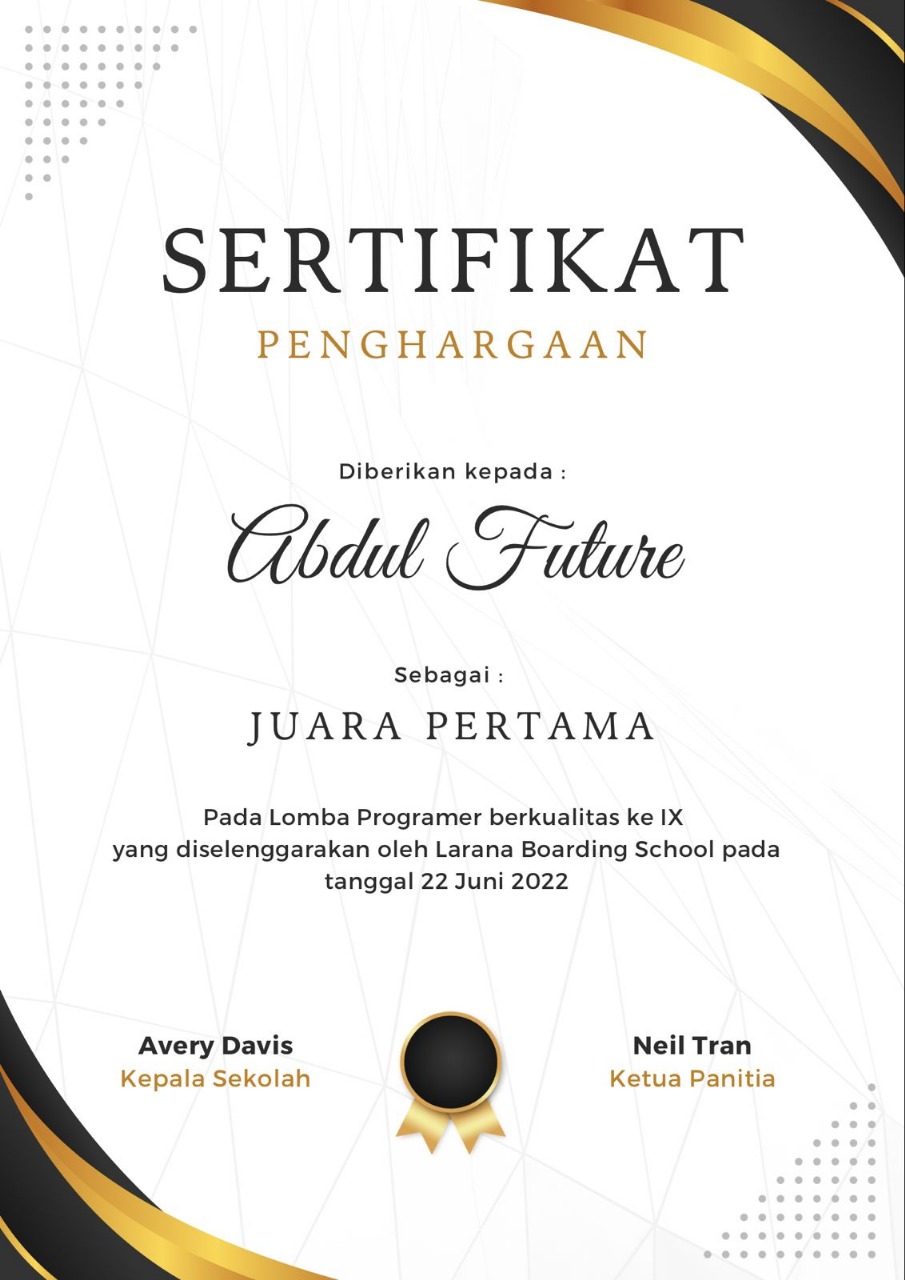 SERTIFIKAT
PENGHARGAAN
Diberikan kepada :
Abdul Future
Sebagai :
JUARA PERTAMA
Pada Lomba Programer berkualitas ke IX
yang diselenggarakan oleh Larana Boarding School pada
tanggal 22 Juni 2022
Avery Davis
Kepala Sekolah
Neil Tran
Ketua Panitia